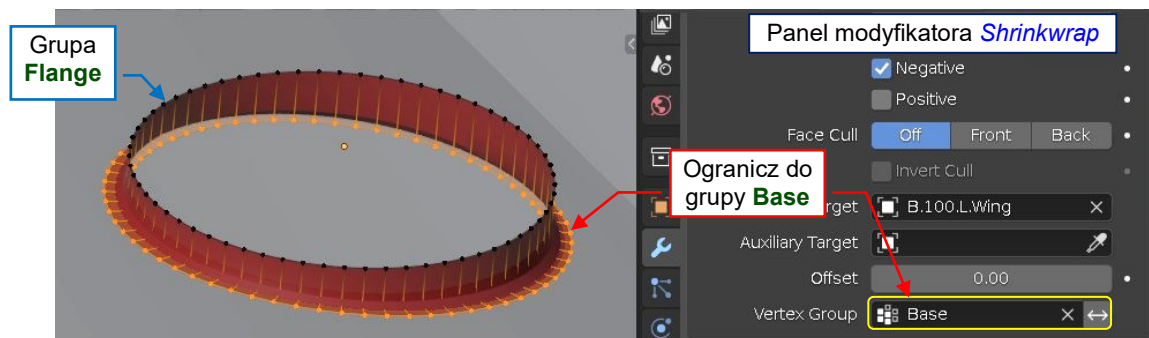 Grupa
Flange
Panel modyfikatora Shrinkwrap
Negative
Positive
Face Cull Off Front Back
Invert Cull
Ogranicz do
grupy Base
rget B.100.L.Wing
Auxiliary Target
Offset 0.00
Vertex Group Base